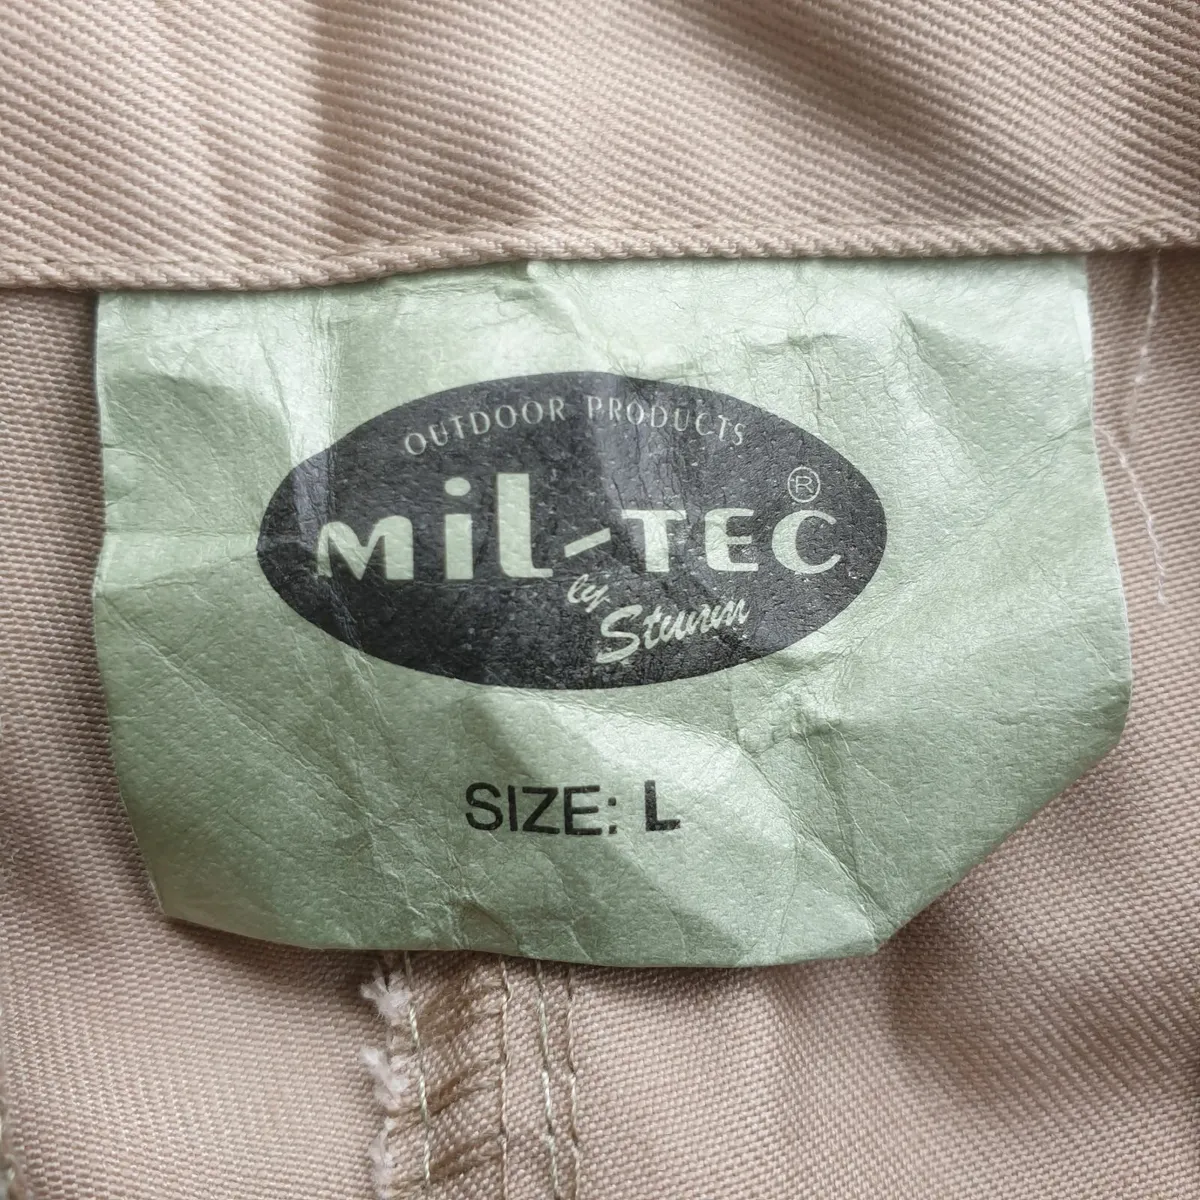 OUTDOOR PRODUCTS
MiL-TEC®
by
Sturm
SIZE: L